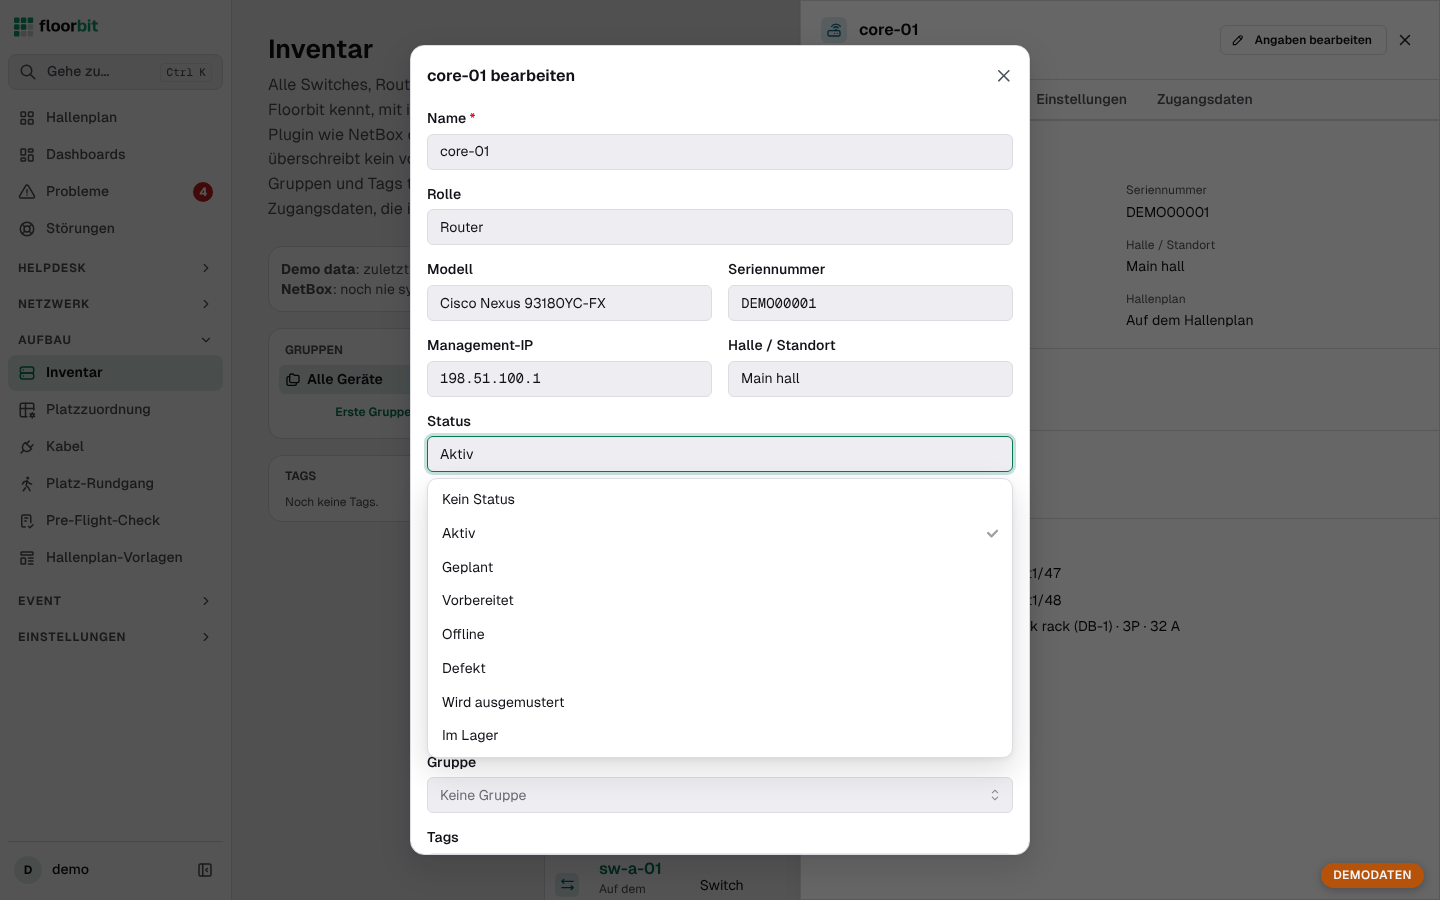 floorbit
Gehe zu...
Ctrl K
Hallenplan
Dashboards
Probleme
4
Störungen
HELPDESK
NETZWERK
AUFBAU
Inventar
Platzzuordnung
Kabel
Platz-Rundgang
Pre-Flight-Check
Hallenplan-Vorlagen
EVENT
EINSTELLUNGEN
D
demo
Inventar
Alle Switches, Rout
Floorbit kennt, mit i
Plugin wie NetBox
überschreibt kein v
Gruppen und Tags
Zugangsdaten, die i
Demo data: zuletzt
NetBox: noch nie sy
GRUPPEN
Alle Geräte
Erste Gruppe
TAGS
Noch keine Tags.
sw-a-01
Auf dem
Switch
core-01 bearbeiten
Name *
core-01
Rolle
Router
Modell
Cisco Nexus 93180YC-FX
Seriennummer
DEMO00001
Management-IP
198.51.100.1
Halle / Standort
Main hall
Status
Aktiv
Kein Status
Aktiv
Geplant
Vorbereitet
Offline
Defekt
Wird ausgemustert
Im Lager
Gruppe
Keine Gruppe
Tags
core-01
Angaben bearbeiten
Einstellungen
Zugangsdaten
Seriennummer
DEMO00001
Halle / Standort
Main hall
Hallenplan
Auf dem Hallenplan
1/47
1/48
k rack (DB-1) · 3P · 32 A
DEMODATEN